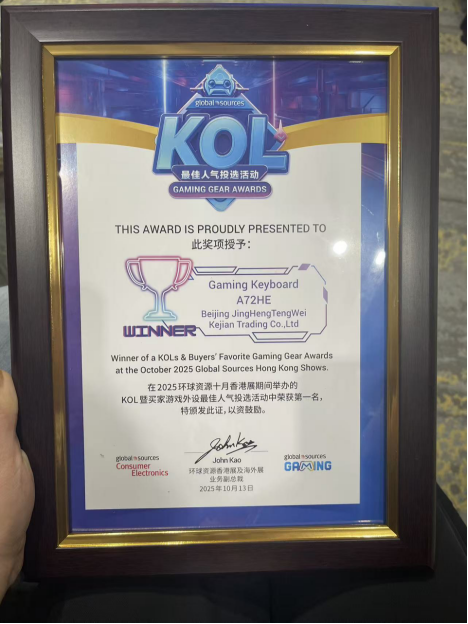 global sources
KOL
最佳人气投选活动
GAMING GEAR AWARDS
THIS AWARD IS PROUDLY PRESENTED TO
此奖项授予：
Gaming Keyboard
A72HE
Beijing JingHengTengWei
Kejian Trading Co.,Ltd
WINNER
Winner of a KOLs & Buyers' Favorite Gaming Gear Awards
at the October 2025 Global Sources Hong Kong Shows.
在2025环球资源十月香港展期间举办的
KOL 暨买家游戏外设最佳人气投选活动中荣获第一名，
特颁发此证，以资鼓励。
John Kao
John Kao
环球资源香港展及海外展
业务副总裁
2025年10月13日
global sources
Consumer
Electronics
global sources
GAMING